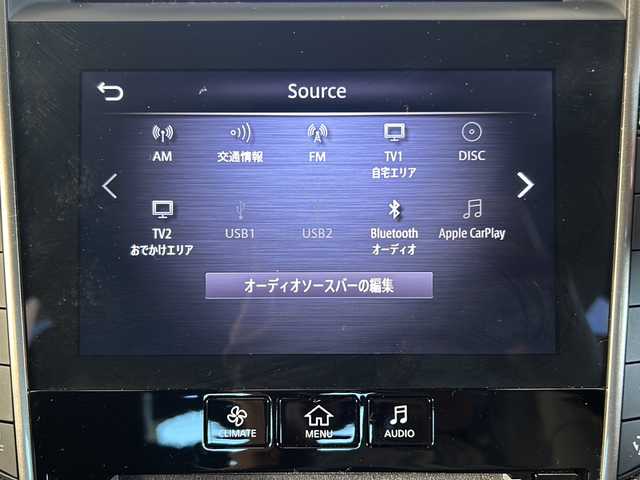 Source
AM
交通情報
FM
TV1
自宅エリア
DISC
TV2
おでかけエリア
USB1
USB2
Bluetooth
オーディオ
Apple CarPlay
オーディオソースバーの編集
CLIMATE
MENU
AUDIO